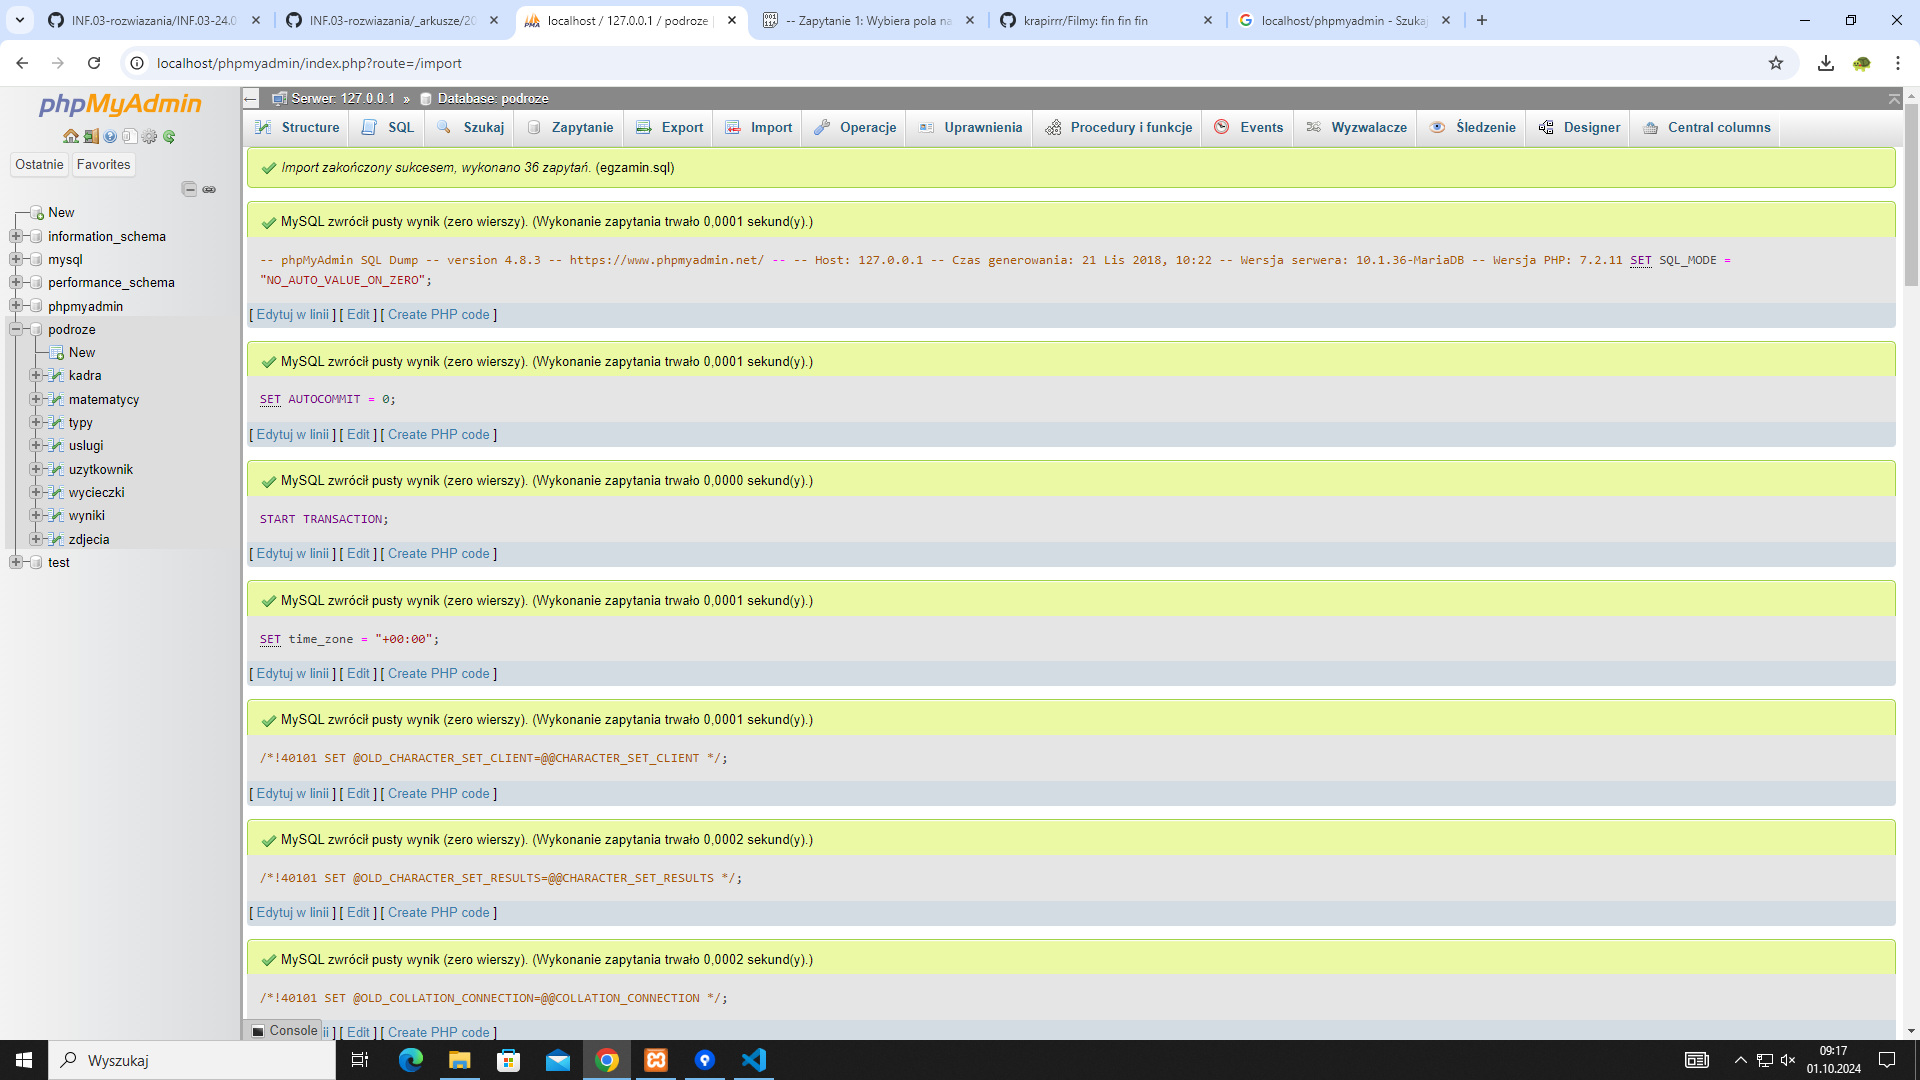 INF.03-rozwiazania/INF.03-24.0
INF.03-rozwiazania/_arkusze/20
localhost / 127.0.0.1 / podroze |
-- Zapytanie 1: Wybiera pola na
krapirrr/Filmy: fin fin fin
localhost/phpmyadmin - Szuka
localhost/phpmyadmin/index.php?route=/import
phpMyAdmin
Ostatnie
Favorites
New
information_schema
mysql
performance_schema
phpmyadmin
podroze
New
kadra
matematycy
typy
uslugi
uzytkownik
wycieczki
wyniki
zdjecia
test
Serwer: 127.0.0.1 » Database: podroze
Structure SQL Szukaj Zapytanie Export Import Operacje Uprawnienia Procedury i funkcje Events Wyzwalacze Śledzenie Designer Central columns
Import zakończony sukcesem, wykonano 36 zapytań. (egzamin.sql)
MySQL zwrócił pusty wynik (zero wierszy). (Wykonanie zapytania trwało 0,0001 sekund(y).)
-- phpMyAdmin SQL Dump -- version 4.8.3 -- https://www.phpmyadmin.net/ -- -- Host: 127.0.0.1 -- Czas generowania: 21 Lis 2018, 10:22 -- Wersja serwera: 10.1.36-MariaDB -- Wersja PHP: 7.2.11 SET SQL_MODE =
"NO_AUTO_VALUE_ON_ZERO";
[ Edytuj w linii ] [ Edit ] [ Create PHP code ]
MySQL zwrócił pusty wynik (zero wierszy). (Wykonanie zapytania trwało 0,0001 sekund(y).)
SET AUTOCOMMIT = 0;
[ Edytuj w linii ] [ Edit ] [ Create PHP code ]
MySQL zwrócił pusty wynik (zero wierszy). (Wykonanie zapytania trwało 0,0000 sekund(y).)
START TRANSACTION;
[ Edytuj w linii ] [ Edit ] [ Create PHP code ]
MySQL zwrócił pusty wynik (zero wierszy). (Wykonanie zapytania trwało 0,0001 sekund(y).)
SET time_zone = "+00:00";
[ Edytuj w linii ] [ Edit ] [ Create PHP code ]
MySQL zwrócił pusty wynik (zero wierszy). (Wykonanie zapytania trwało 0,0001 sekund(y).)
/*!40101 SET @OLD_CHARACTER_SET_CLIENT=@@CHARACTER_SET_CLIENT */;
[ Edytuj w linii ] [ Edit ] [ Create PHP code ]
MySQL zwrócił pusty wynik (zero wierszy). (Wykonanie zapytania trwało 0,0002 sekund(y).)
/*!40101 SET @OLD_CHARACTER_SET_RESULTS=@@CHARACTER_SET_RESULTS */;
[ Edytuj w linii ] [ Edit ] [ Create PHP code ]
MySQL zwrócił pusty wynik (zero wierszy). (Wykonanie zapytania trwało 0,0002 sekund(y).)
/*!40101 SET @OLD_COLLATION_CONNECTION=@@COLLATION_CONNECTION */;
Console ii ] [ Edit ] [ Create PHP code ]
Wyszukaj
09:17
01.10.2024